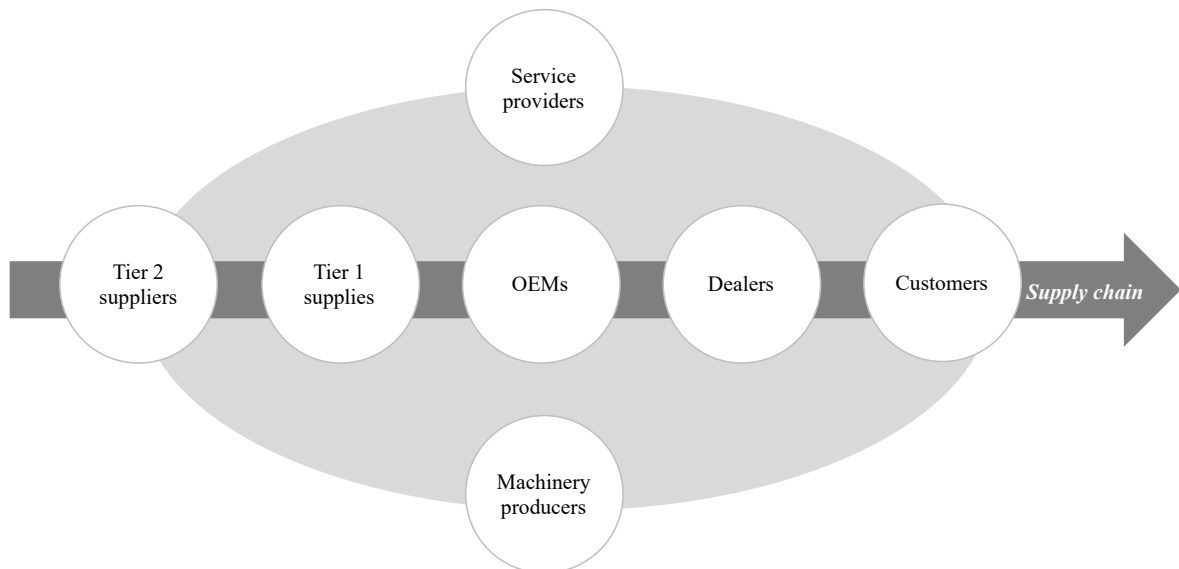 Service
providers
Tier 2
suppliers
Tier 1
supplies
OEMs
Dealers
Customers
Supply chain
Machinery
producers